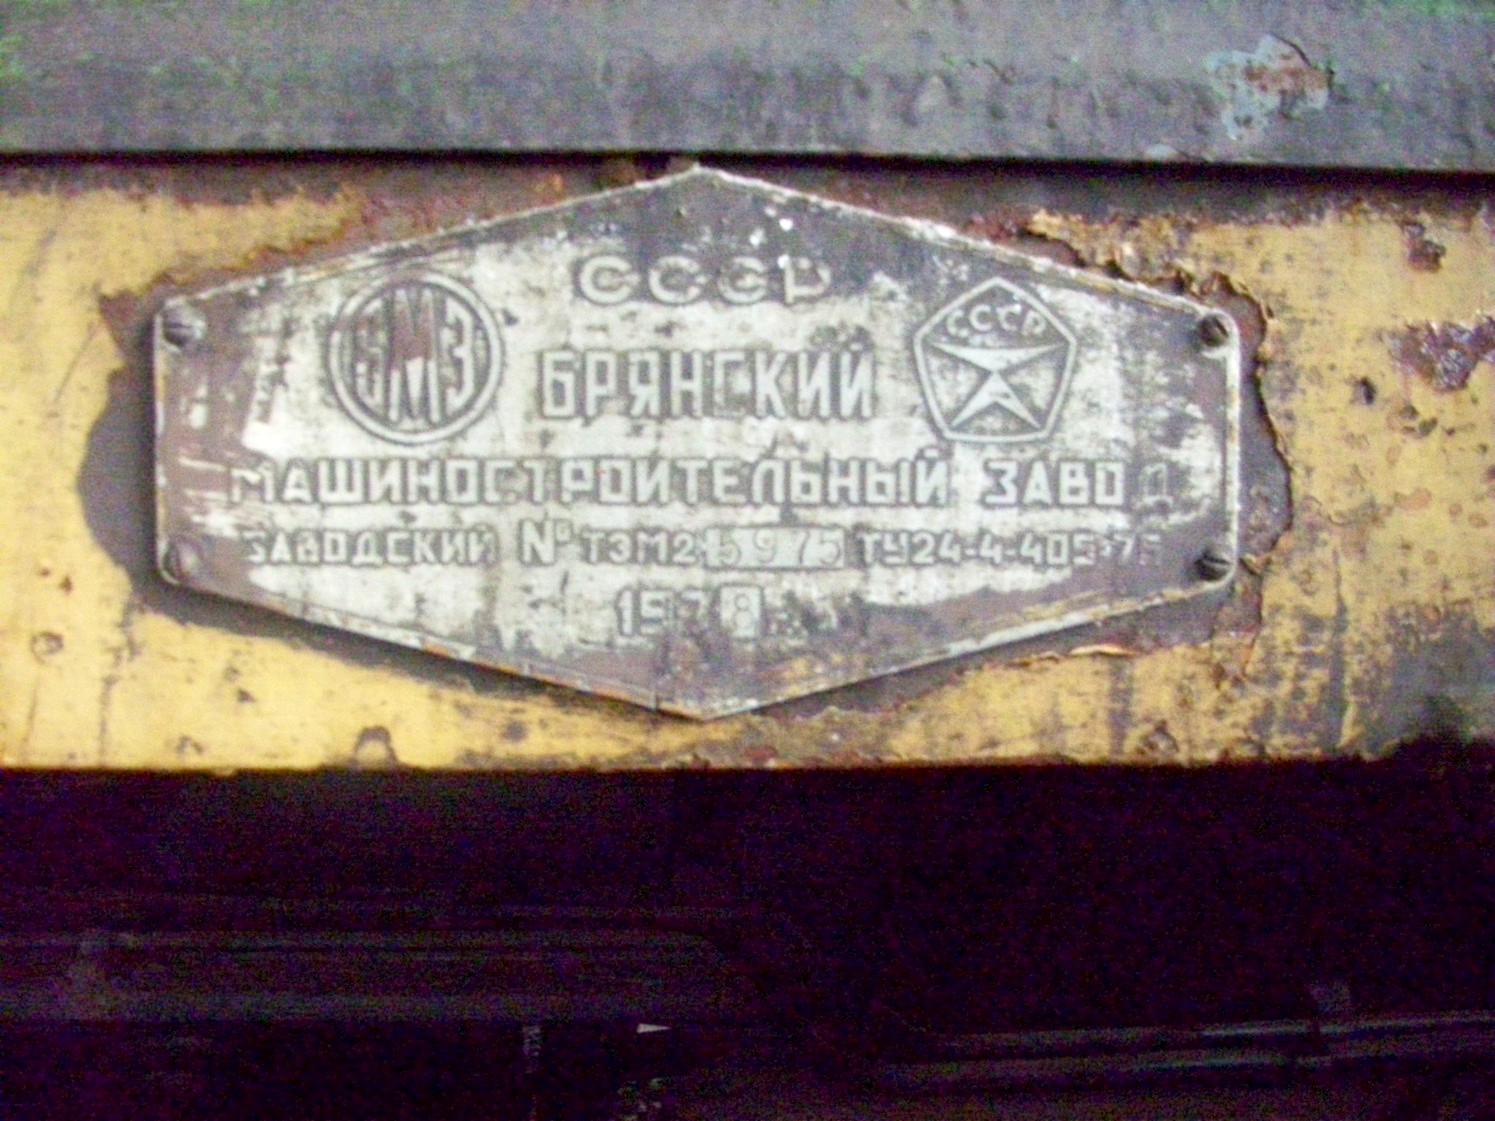 СССР
БМЗ
СССР
БРЯНСКИЙ
МАШИНОСТРОИТЕЛЬНЫЙ ЗАВОД
ЗАВОДСКИЙ № ТЭМ2 5975 ТУ24-4-405-75
1978